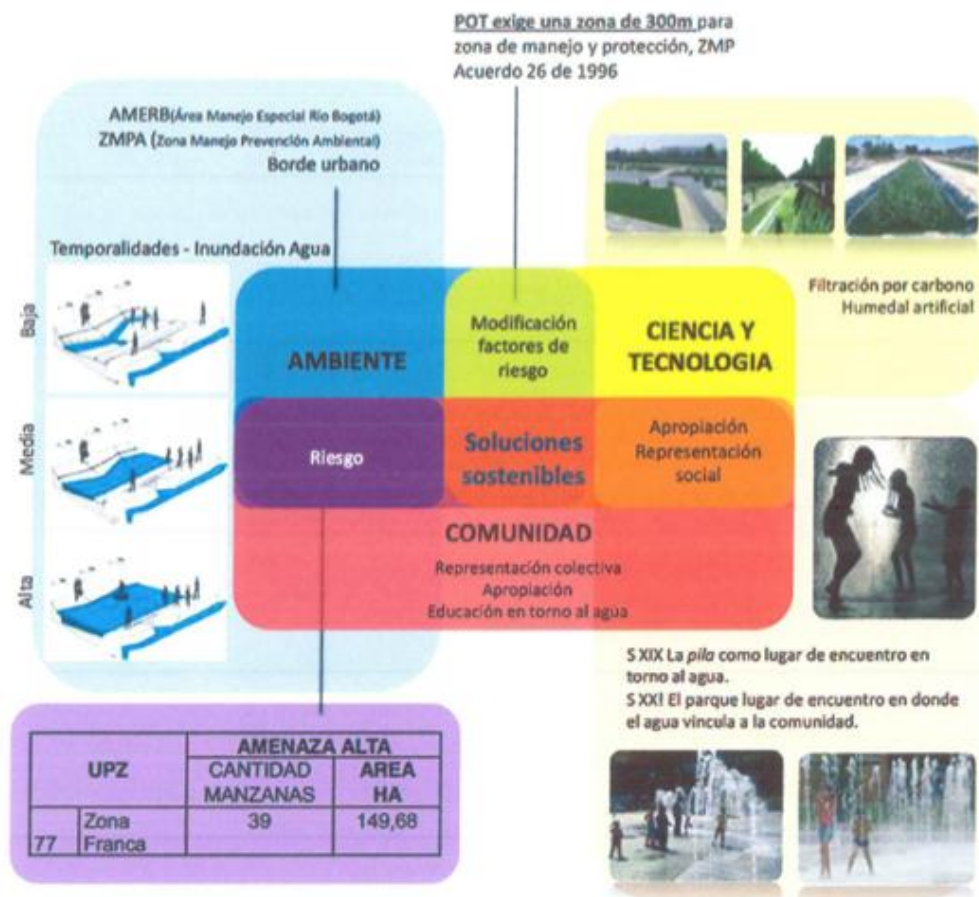 POT exige una zona de 300m para
zona de manejo y protección, ZMP
Acuerdo 26 de 1996
AMERB(Área Manejo Especial Río Bogotá)
ZMPA (Zona Manejo Prevención Ambiental)
Borde urbano
Temporalidades - Inundación Agua
Baja
Media
Alta
Filtración por carbono
Humedal artificial
AMBIENTE
Modificación
factores de
riesgo
CIENCIA Y
TECNOLOGIA
Riesgo
Soluciones
sostenibles
Apropiación
Representación
social
COMUNIDAD
Representación colectiva
Apropiación
Educación en torno al agua
S XIX La pila como lugar de encuentro en
torno al agua.
S XXI El parque lugar de encuentro en donde
el agua vincula a la comunidad.
UPZ
AMENAZA ALTA
CANTIDAD
MANZANAS
AREA
HA
77
Zona
Franca
39
149,68